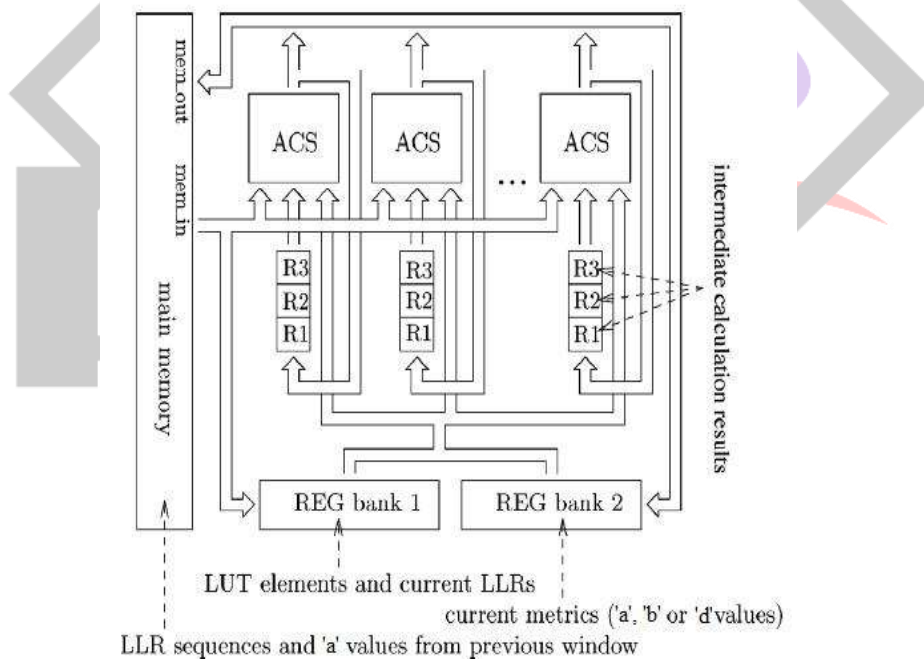 mem_out
mem_in
main memory
ACS
ACS
...
ACS
R3
R2
R1
R3
R2
R1
R3
R2
R1
intermediate calculation results
REG bank 1
REG bank 2
LUT elements and current LLRs
current metrics ('a', 'b' or 'd'values)
LLR sequences and 'a' values from previous window